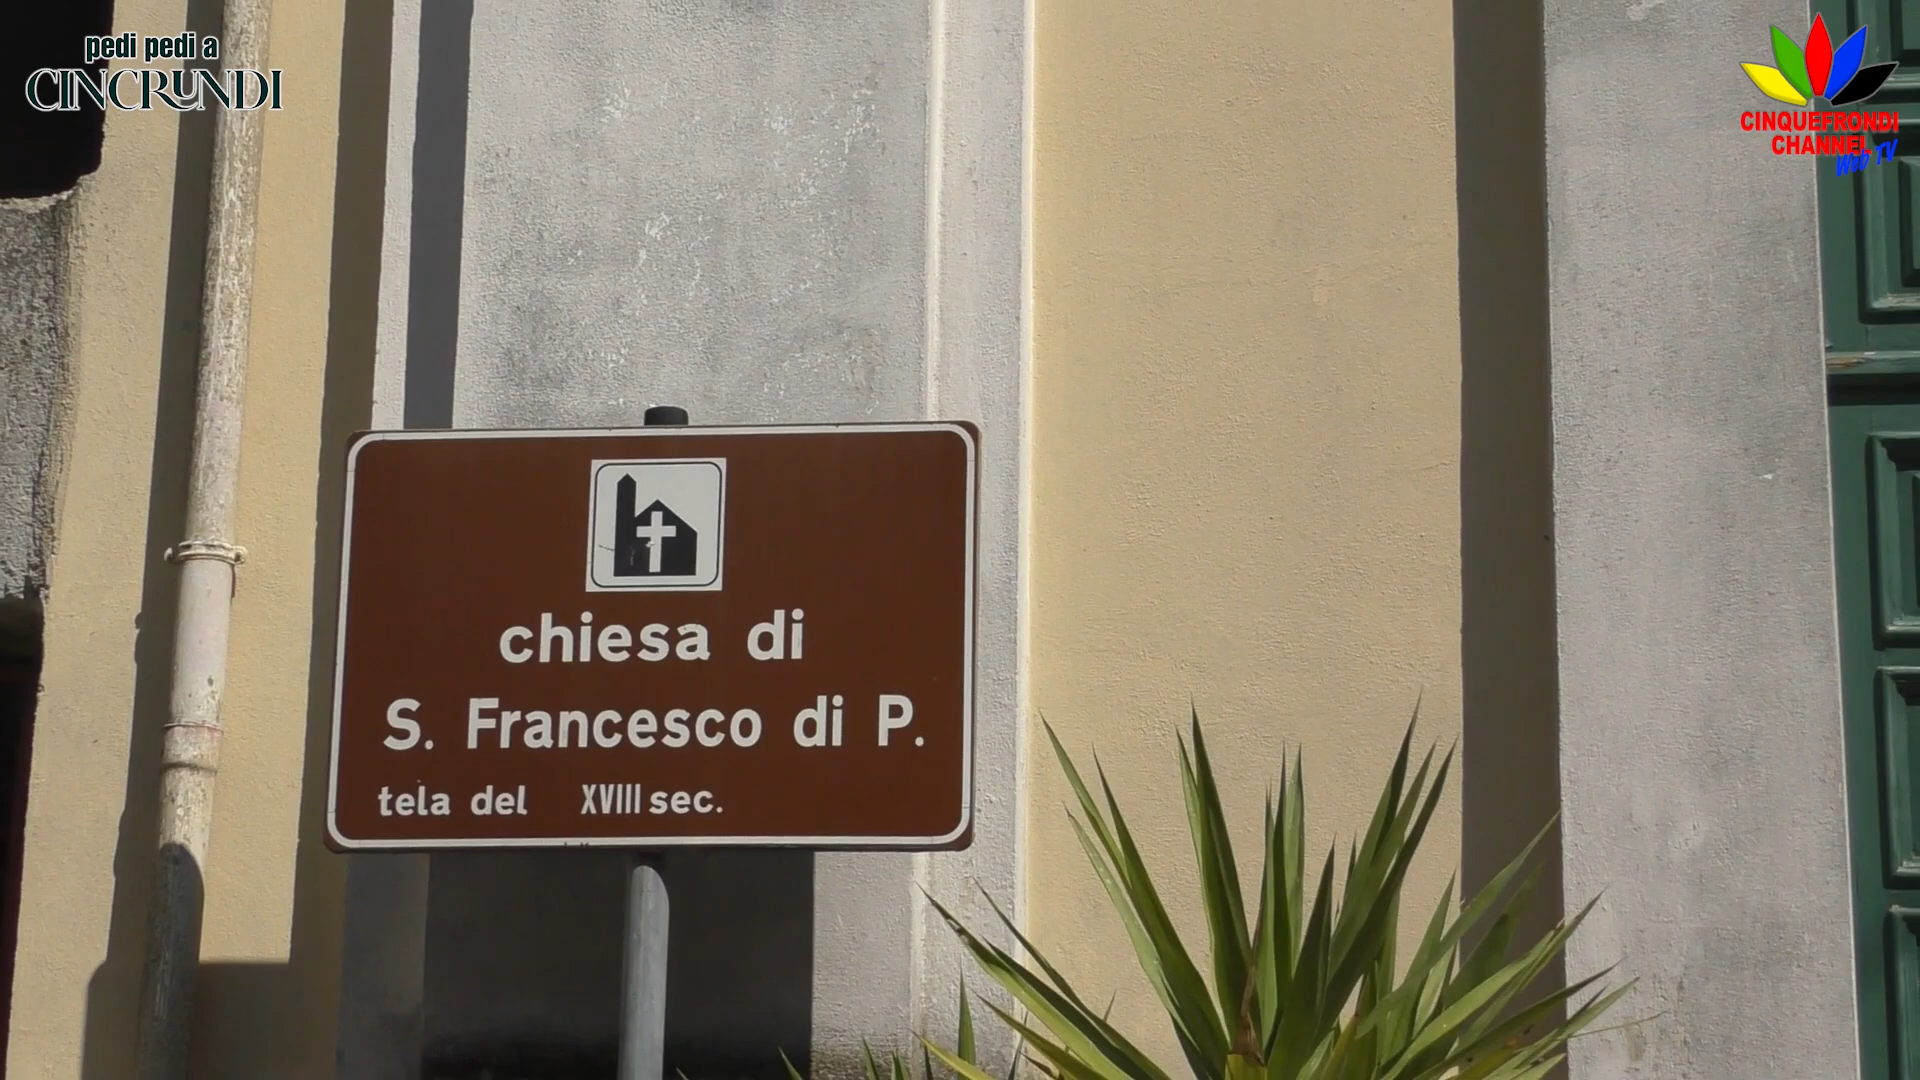 pedi pedi a
CINCRUNDI
CINQUEFRONDI
CHANNEL
Web TV
chiesa di
S. Francesco di P.
tela del XVIII sec.